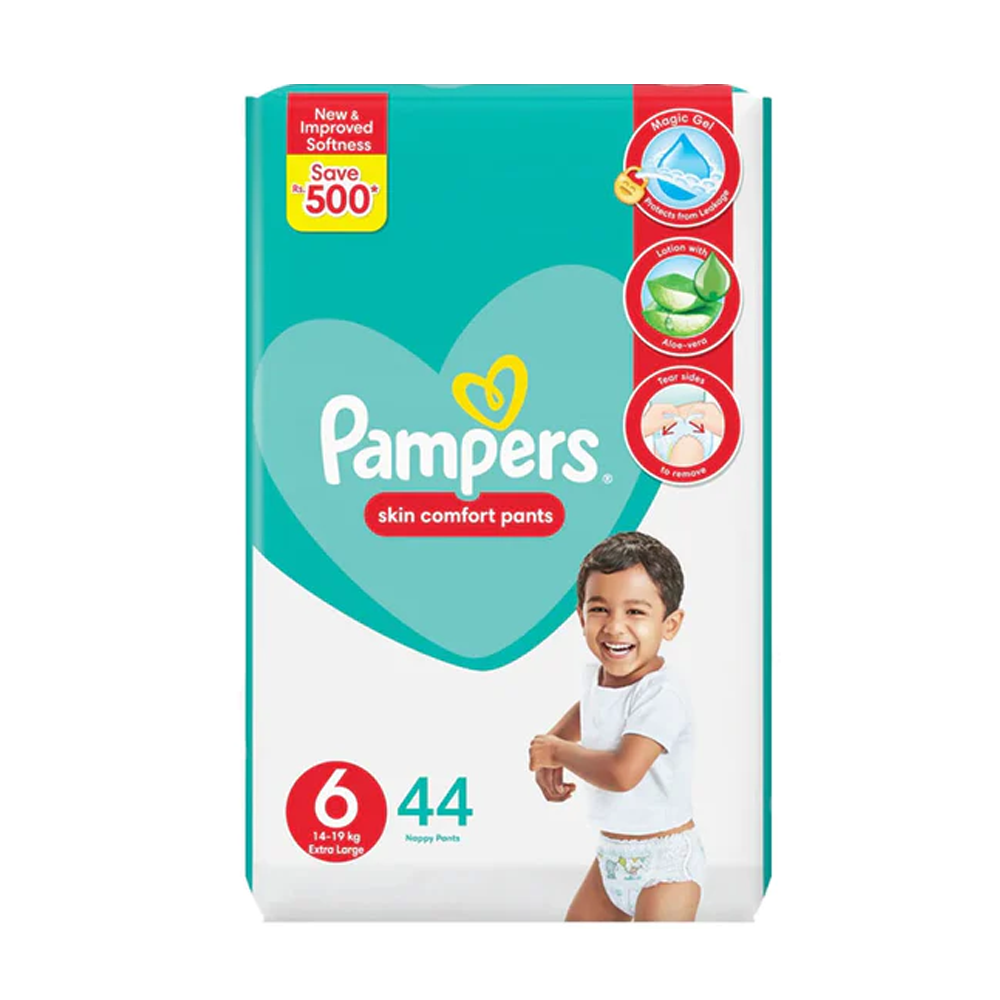 New &
Improved
Softness
Save
Rs. 500*
Magic Gel
Protects from Leakage
Lotion with
Aloe-vera
Tear sides
to remove
Pampers®
skin comfort pants
6
14-19 kg
Extra Large
44
Nappy Pants